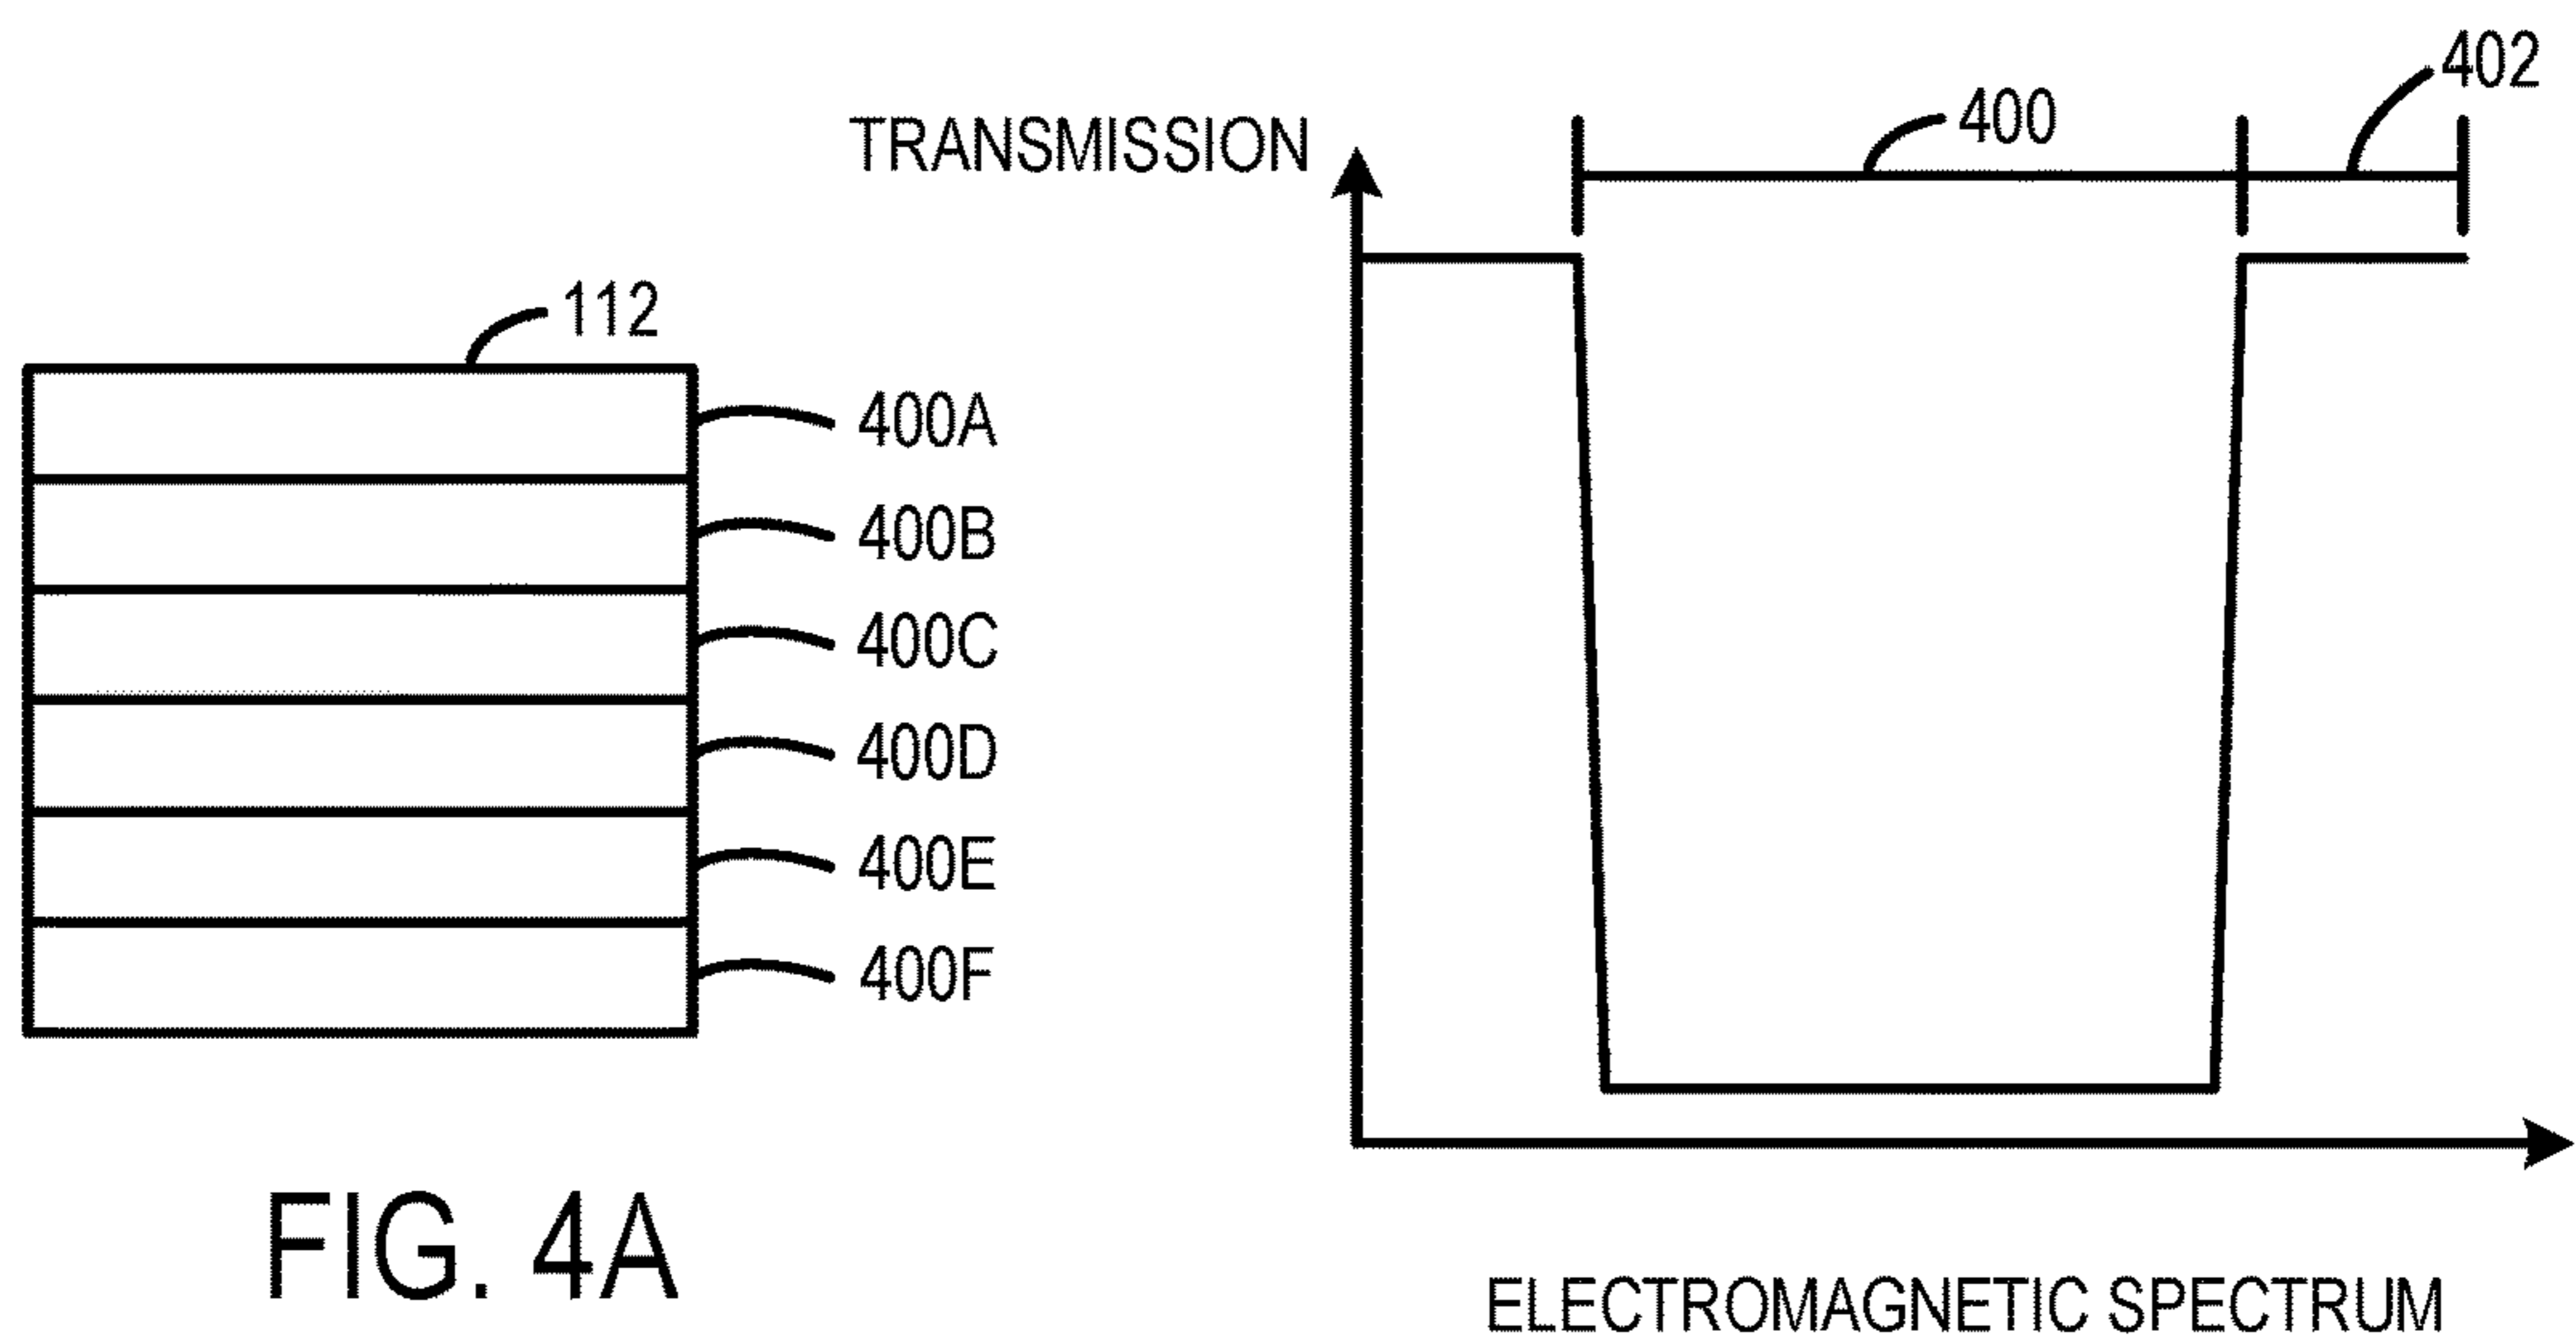 112
400A
400B
400C
400D
400E
400F
FIG. 4A
TRANSMISSION
400
402
ELECTROMAGNETIC SPECTRUM